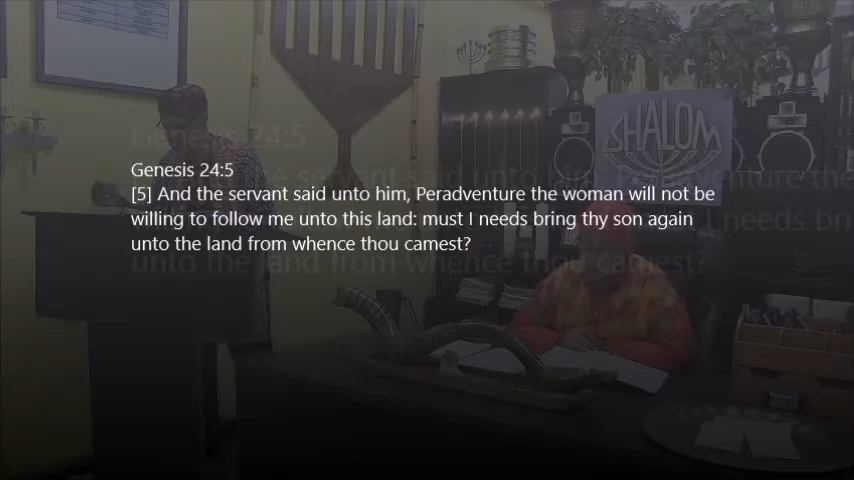 Genesis 24:5
[5] And the servant said unto him, Peradventure the woman will not be
willing to follow me unto this land: must I needs bring thy son again
unto the land from whence thou camest?
SHALOM